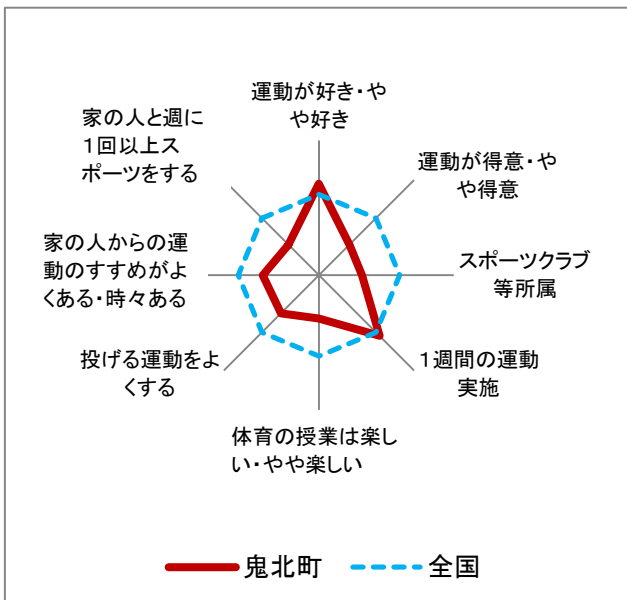 運動が好き・や
や好き
運動が得意・や
や得意
スポーツクラブ
等所属
1週間の運動
実施
体育の授業は楽し
い・やや楽しい
投げる運動をよ
くする
家の人からの運
動のすすめがよ
くある・時々ある
家の人と週に
1回以上ス
ポーツをする
鬼北町
全国